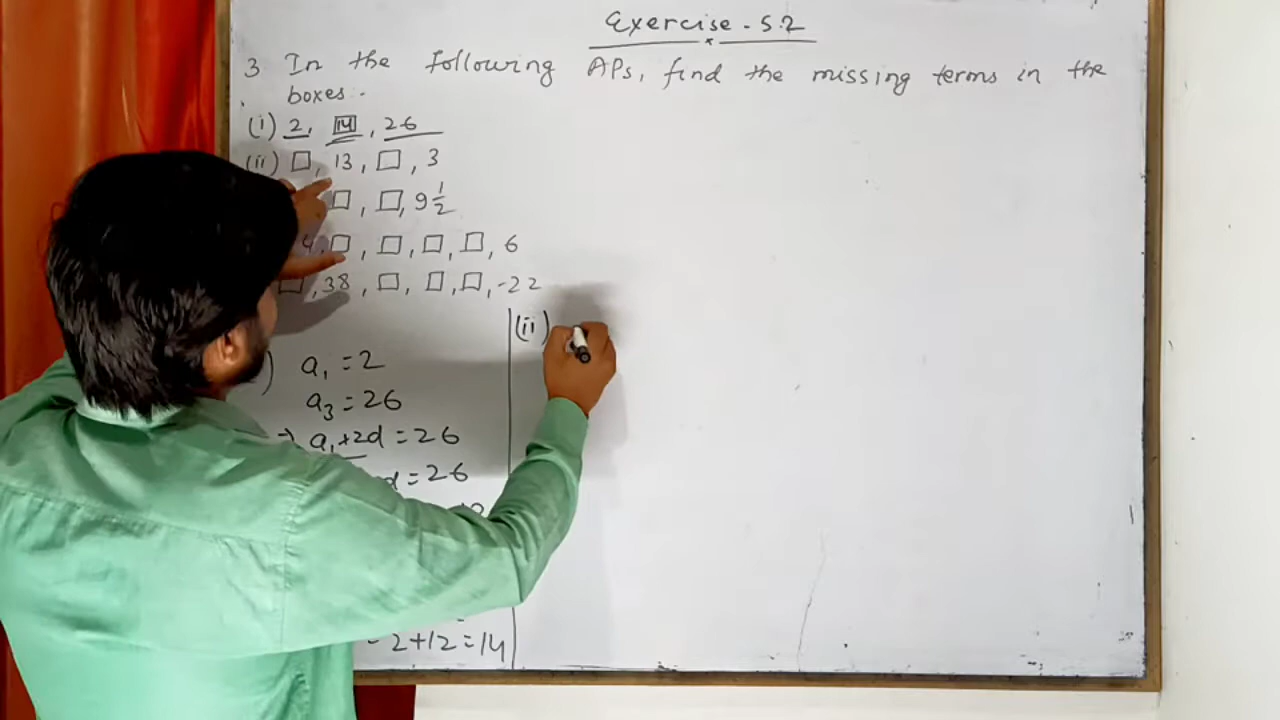 Exercise - 5.2
3 In the following APs, find the missing terms in the
boxes.-
(i) 2, 14, 26
(ii) □, 13, □, 3
□, □, 9 1/2
4, □, □, □, □, 6
□, 38, □, □, □, -22
a₁ = 2
a₃ = 26
⇒ a₁+2d = 26
d = 26
= 2+12 = 14
(ii)